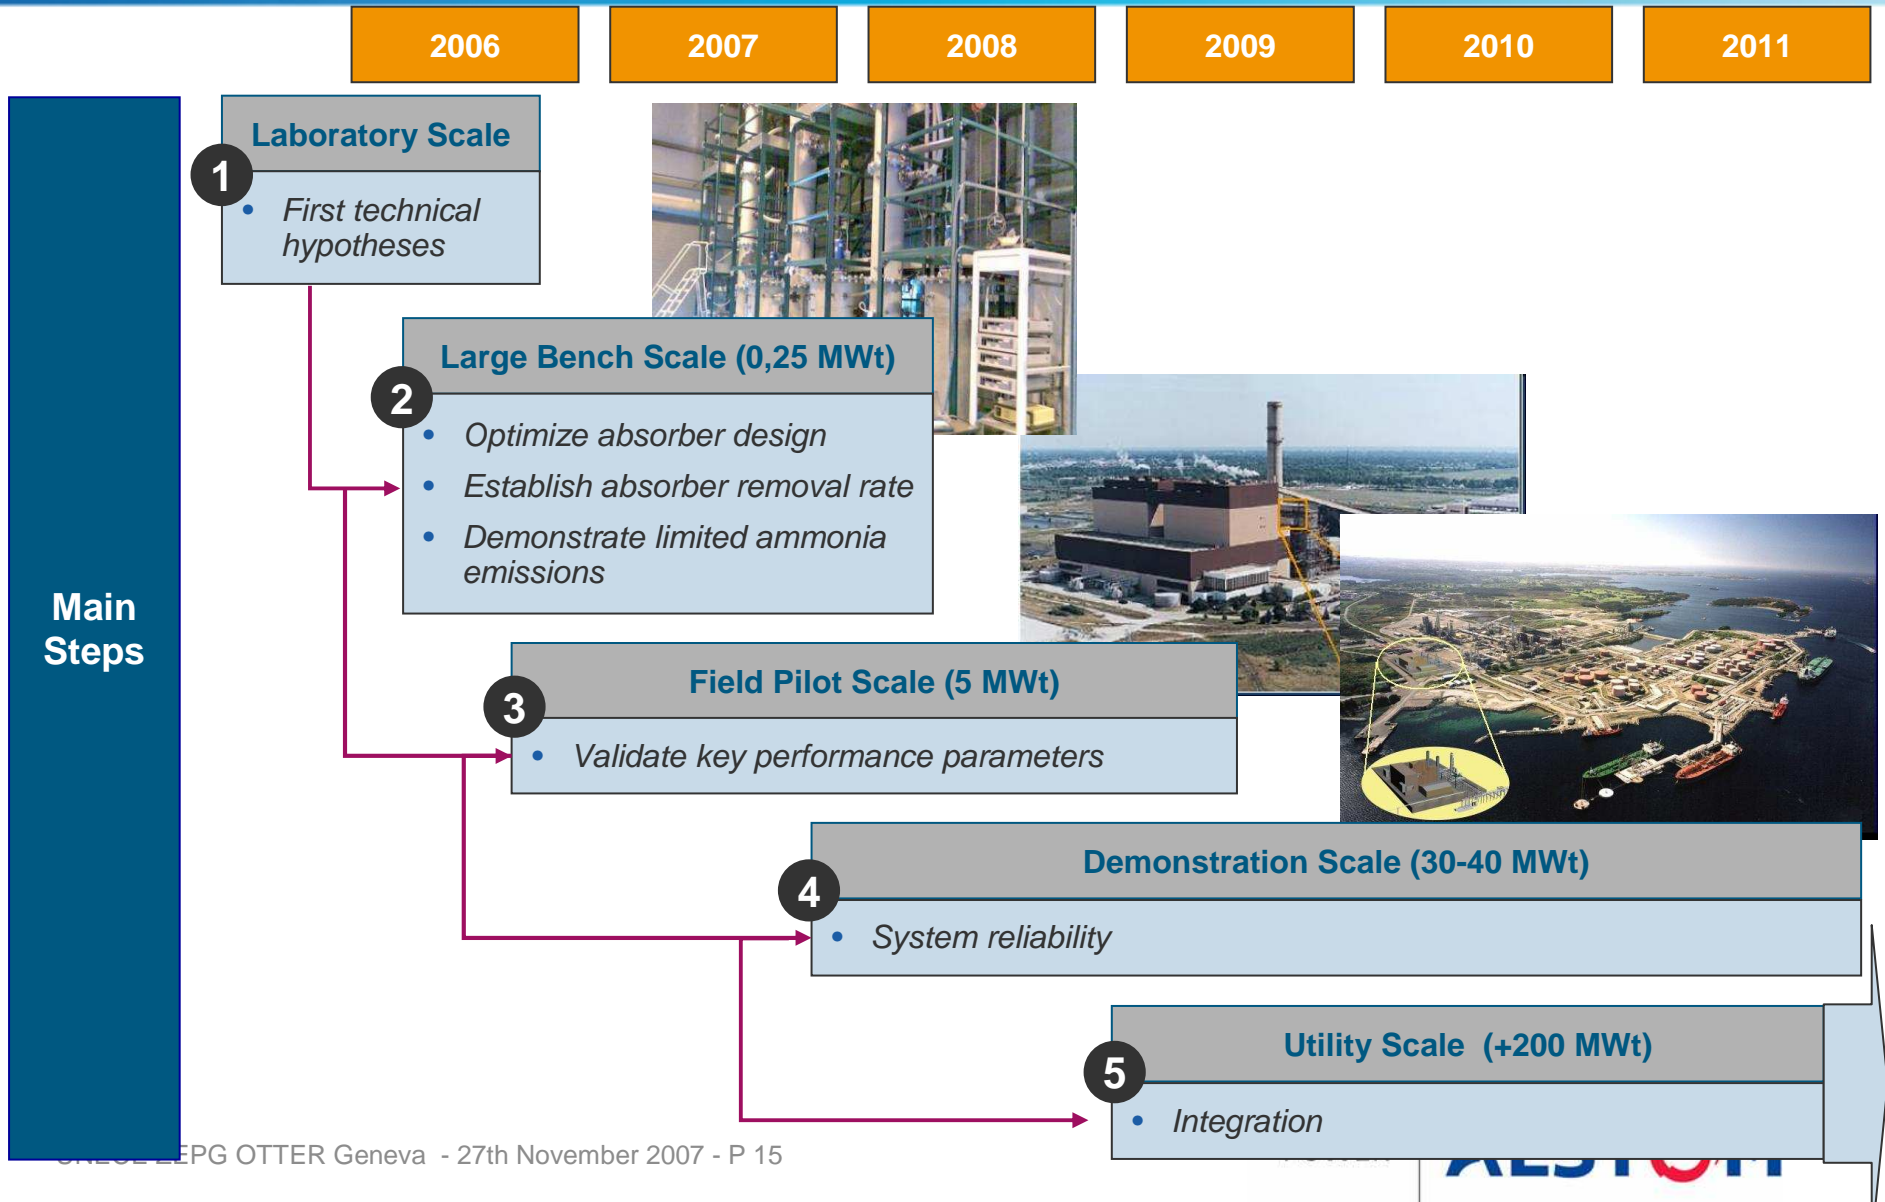 2006 2007 2008 2009 2010 2011
Main
Steps
1
Laboratory Scale
• First technical
hypotheses
2
Large Bench Scale (0,25 MWt)
• Optimize absorber design
• Establish absorber removal rate
• Demonstrate limited ammonia
emissions
3
Field Pilot Scale (5 MWt)
• Validate key performance parameters
4
Demonstration Scale (30-40 MWt)
• System reliability
5
Utility Scale (+200 MWt)
• Integration
OTTER Geneva - 27th November 2007 - P 15
ALSTOM